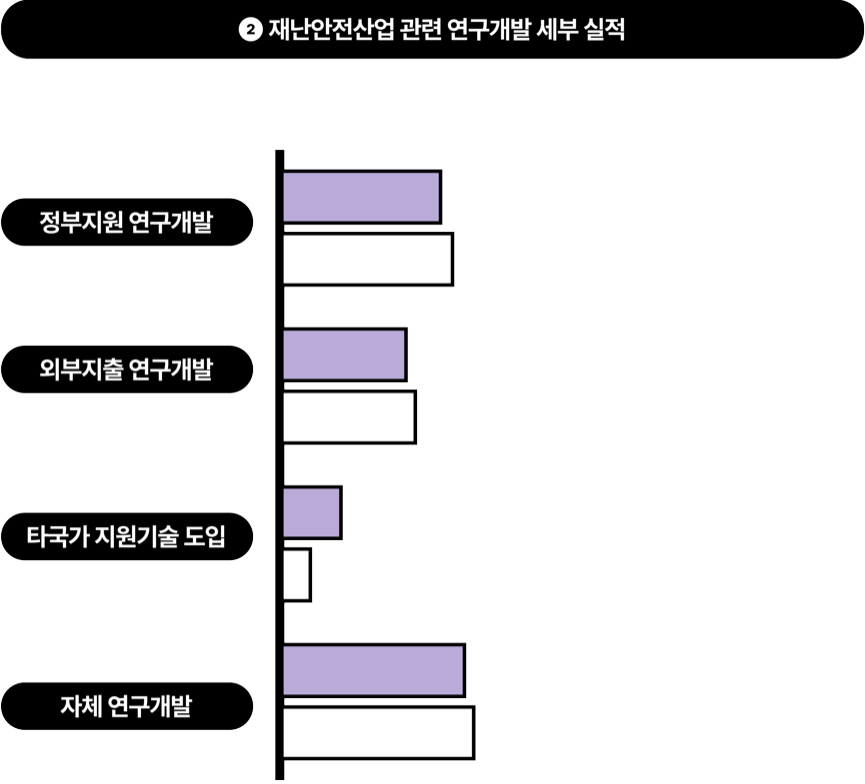 ❷ 재난안전산업 관련 연구개발 세부 실적
정부지원 연구개발
외부지출 연구개발
타국가 지원기술 도입
자체 연구개발